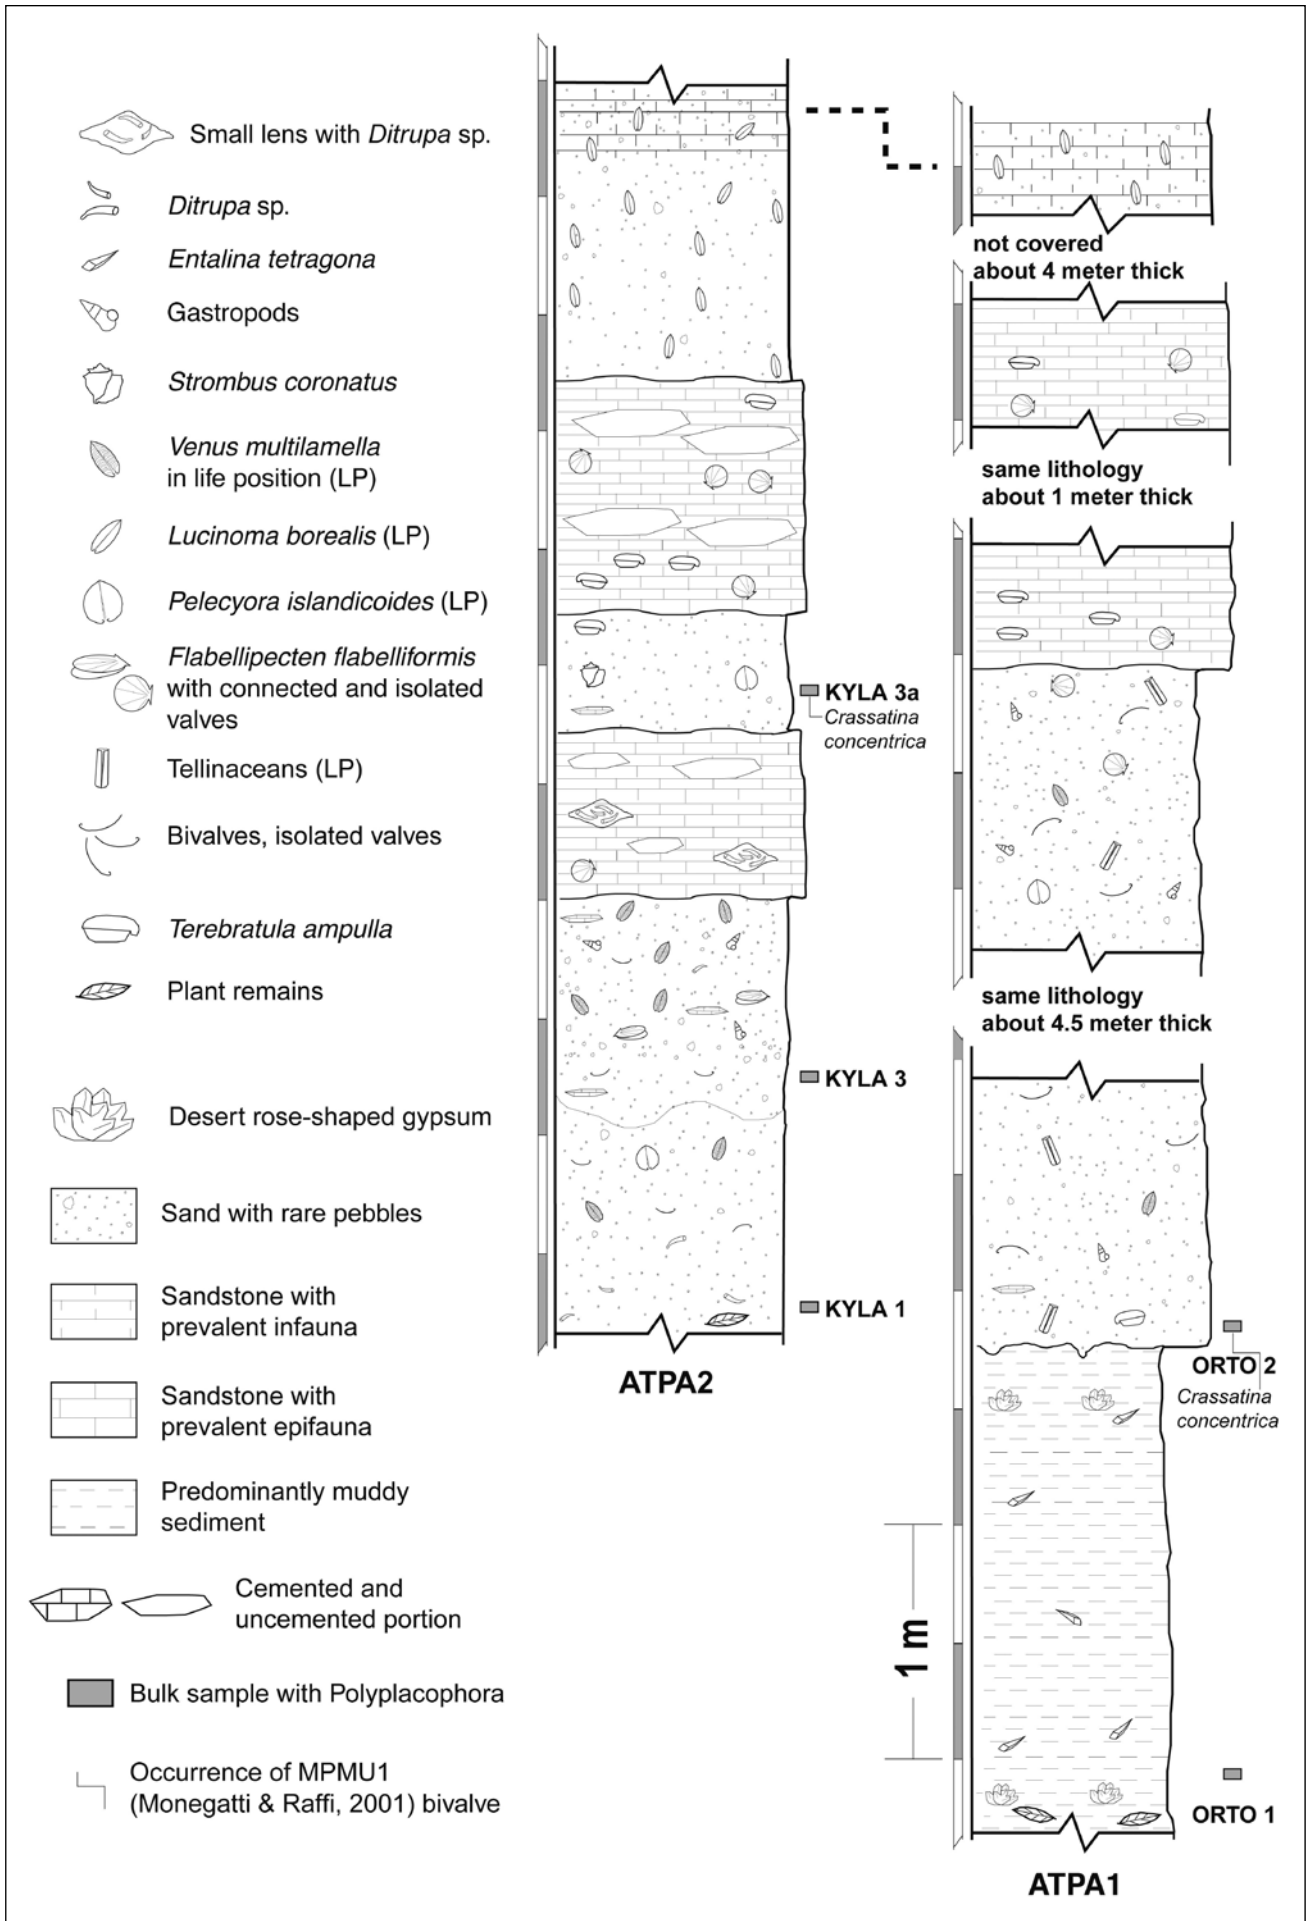 Small lens with Ditrupa sp.
Ditrupa sp.
Entalina tetragona
Gastropods
Strombus coronatus
Venus multilamella
in life position (LP)
Lucinoma borealis (LP)
Pelecyora islandicoides (LP)
Flabellipecten flabelliformis
with connected and isolated
valves
Tellinaceans (LP)
Bivalves, isolated valves
Terebratula ampulla
Plant remains
Desert rose-shaped gypsum
Sand with rare pebbles
Sandstone with
prevalent infauna
Sandstone with
prevalent epifauna
Predominantly muddy
sediment
Cemented and
uncemented portion
Bulk sample with Polyplacophora
Occurrence of MPMU1
(Monegatti & Raffi, 2001) bivalve
KYLA 3a
Crassatina
concentrica
KYLA 3
KYLA 1
ATPA2
not covered
about 4 meter thick
same lithology
about 1 meter thick
same lithology
about 4.5 meter thick
ORTO 2
Crassatina
concentrica
1 m
ORTO 1
ATPA1